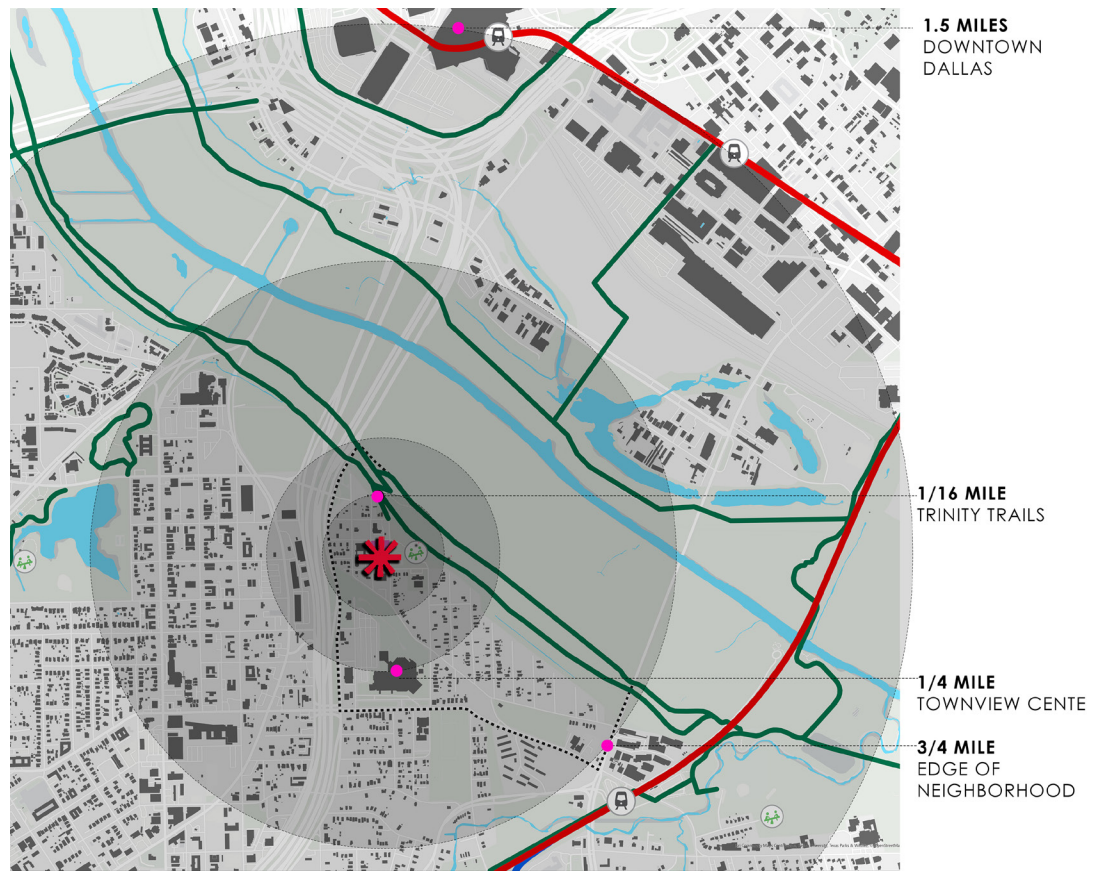 1.5 MILES
DOWNTOWN
DALLAS
1/16 MILE
TRINITY TRAILS
1/4 MILE
TOWNVIEW CENTE
3/4 MILE
EDGE OF
NEIGHBORHOOD